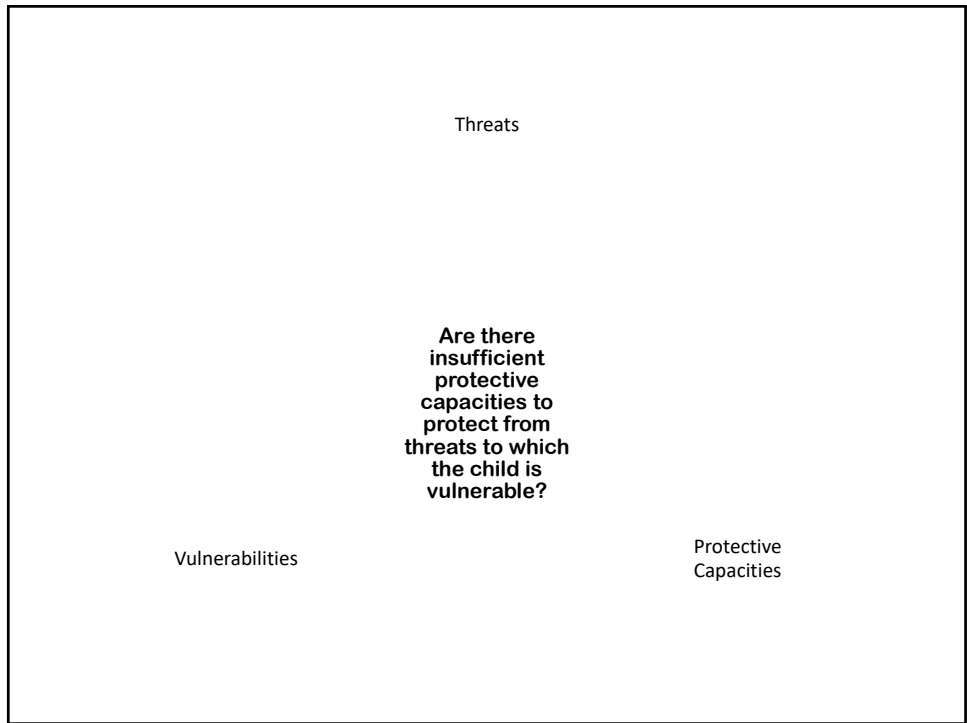 Threats
Are there
insufficient
protective
capacities to
protect from
threats to which
the child is
vulnerable?
Vulnerabilities
Protective
Capacities